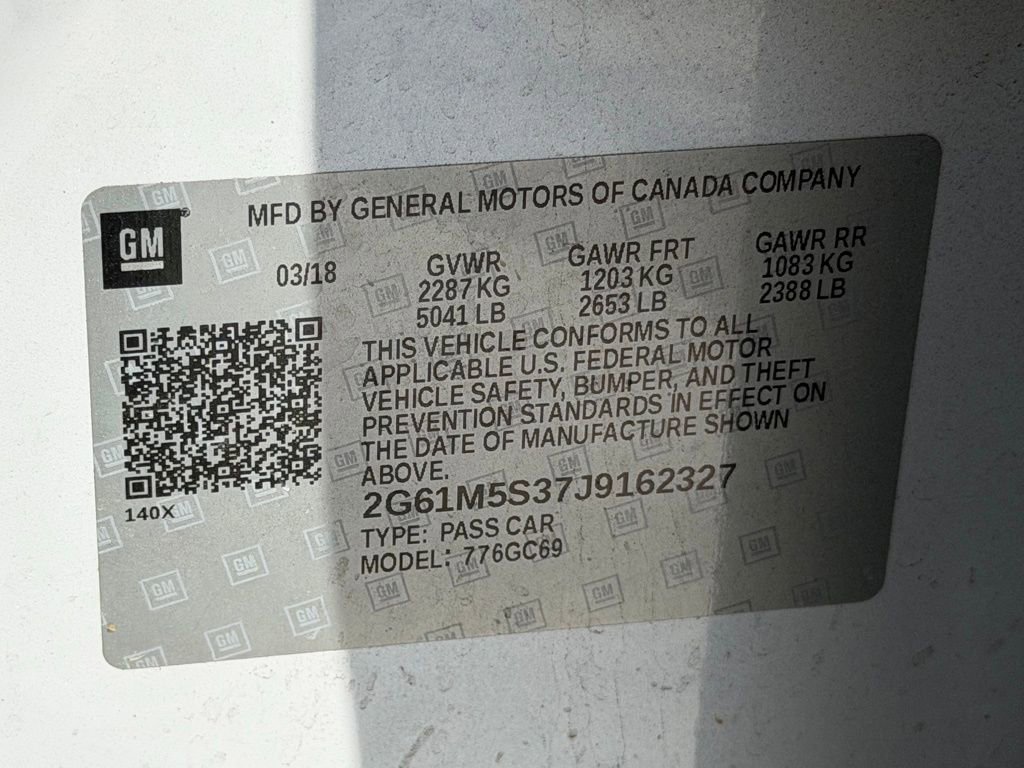 GM
MFD BY GENERAL MOTORS OF CANADA COMPANY
03/18
GVWR
2287 KG
5041 LB
GAWR FRT
1203 KG
2653 LB
GAWR RR
1083 KG
2388 LB
THIS VEHICLE CONFORMS TO ALL
APPLICABLE U.S. FEDERAL MOTOR
VEHICLE SAFETY, BUMPER, AND THEFT
PREVENTION STANDARDS IN EFFECT ON
THE DATE OF MANUFACTURE SHOWN
ABOVE.
2G61M5S37J9162327
TYPE: PASS CAR
MODEL: 776GC69
140X